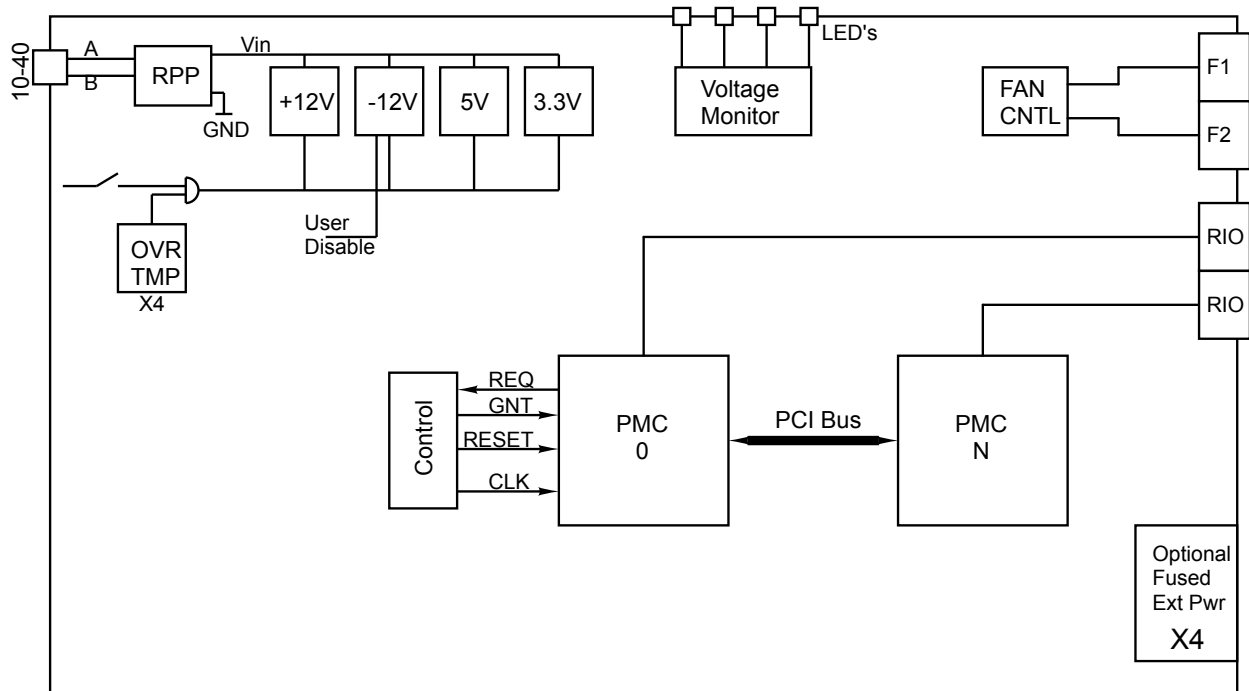 LED's
10-40
A
B
RPP
Vin
GND
+12V
-12V
5V
3.3V
Voltage
Monitor
FAN
CNTL
F1
F2
OVR
TMP
X4
User
Disable
RIO
RIO
Control
REQ
GNT
RESET
CLK
PMC
0
PCI Bus
PMC
N
Optional
Fused
Ext Pwr
X4